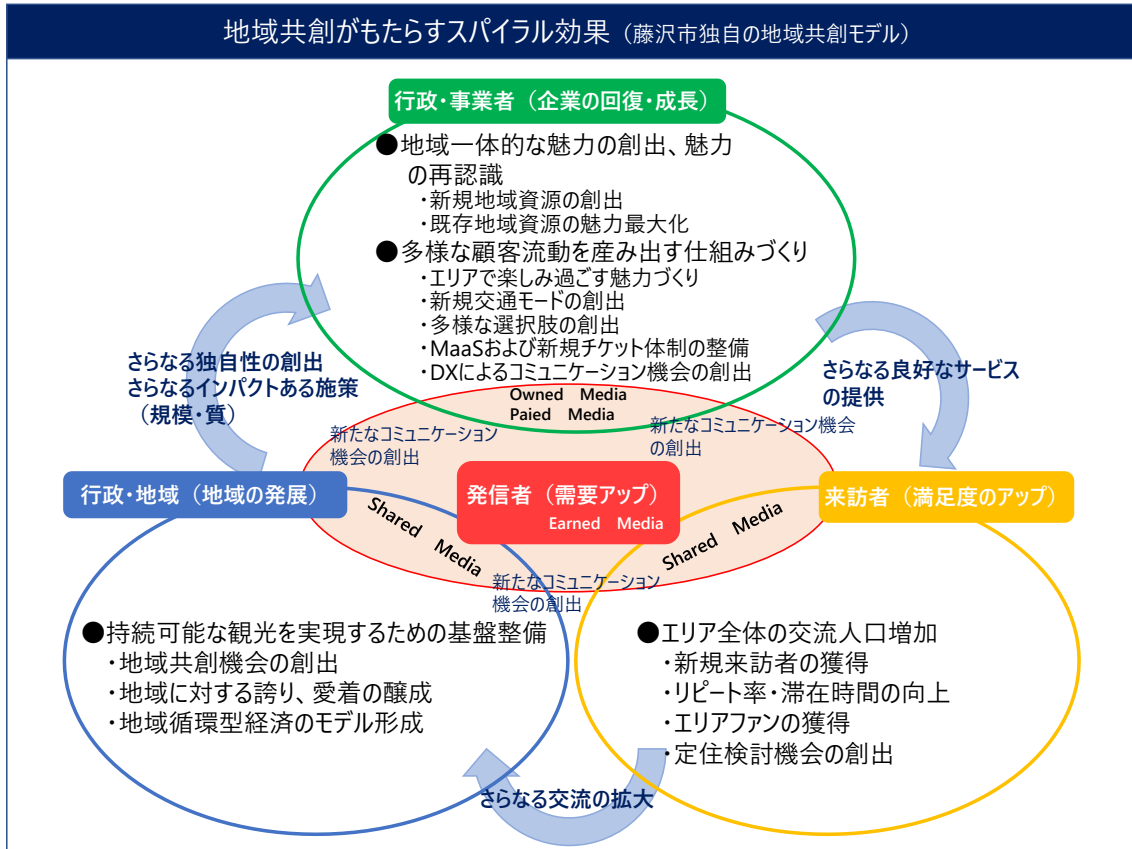 地域共創がもたらすスパイラル効果（藤沢市独自の地域共創モデル）
行政・事業者（企業の回復・成長）
●地域一体的な魅力の創出、魅力
の再認識
・新規地域資源の創出
・既存地域資源の魅力最大化
●多様な顧客流動を産み出す仕組みづくり
・エリアで楽しみ過ごす魅力づくり
・新規交通モードの創出
・多様な選択肢の創出
・MaaSおよび新規チケット体制の整備
・DXによるコミュニケーション機会の創出
さらなる独自性の創出
さらなるインパクトある施策
（規模・質）
さらなる良好なサービス
の提供
Owned Media
Paied Media
新たなコミュニケーション
機会の創出
新たなコミュニケーション機会
の創出
行政・地域（地域の発展）
発信者（需要アップ）
Earned Media
来訪者（満足度のアップ）
Shared Media
Shared Media
新たなコミュニケーション
機会の創出
●持続可能な観光を実現するための基盤整備
・地域共創機会の創出
・地域に対する誇り、愛着の醸成
・地域循環型経済のモデル形成
●エリア全体の交流人口増加
・新規来訪者の獲得
・リピート率・滞在時間の向上
・エリアファンの獲得
・定住検討機会の創出
さらなる交流の拡大